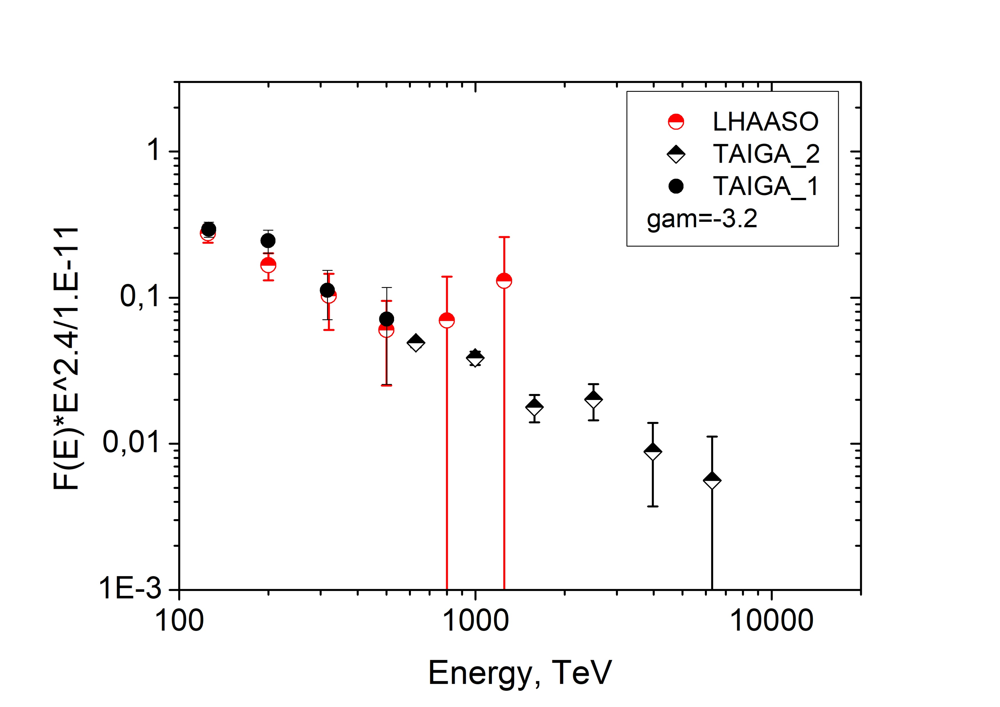 LHAASO
TAIGA_2
TAIGA_1
gam=-3.2
F(E)*E^2.4/1.E-11
1
0,1
0,01
1E-3
100
1000
10000
Energy, TeV